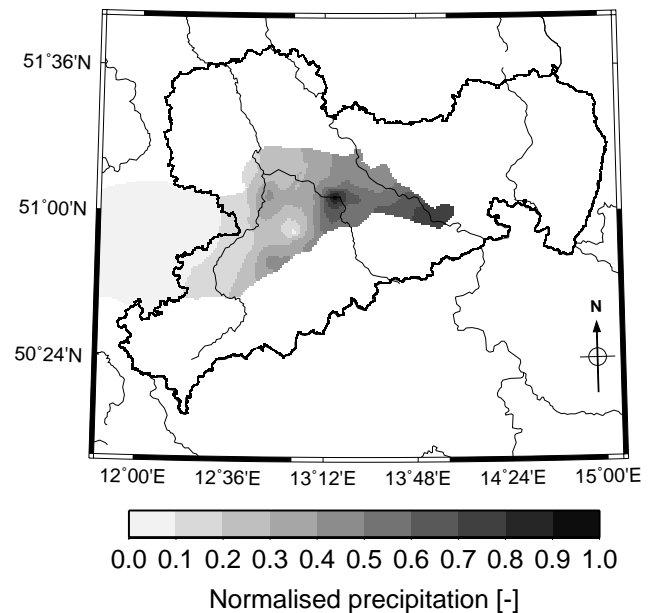 51°36'N
51°00'N
50°24'N
N
12°00'E 12°36'E 13°12'E 13°48'E 14°24'E 15°00'E
0.0 0.1 0.2 0.3 0.4 0.5 0.6 0.7 0.8 0.9 1.0
Normalised precipitation [-]